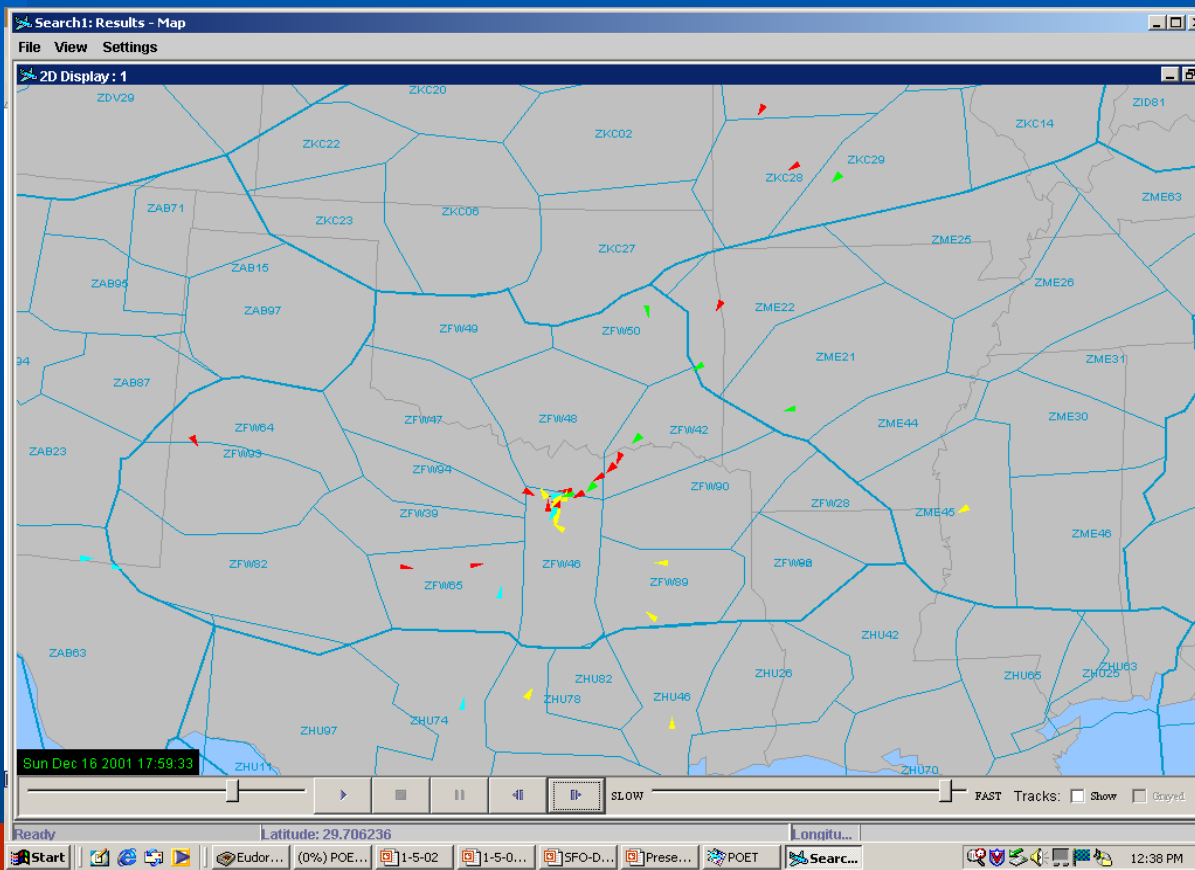 Search1: Results - Map
File View Settings
2D Display : 1
ZDV29
ZKC20
ZID81
ZKC22
ZKC02
ZKC14
ZKC29
ZKC28
ZAB71
ZKC23
ZKC06
ZME63
ZKC27
ZME25
ZAB15
ZAB95
ZAB97
ZME26
ZFW49
ZFW50
ZME22
94
ZAB87
ZME21
ZME31
ZFW64
ZFW47
ZFW48
ZFW42
ZME44
ZME30
ZAB23
ZFW93
ZFW94
ZFW90
ZFW28
ZFW39
ZME45
ZME46
ZFW82
ZFW65
ZFW46
ZFW89
ZAB63
ZHU42
ZHU82
ZHU26
ZHU65
ZHU25
ZHU63
ZHU97
ZHU74
ZHU78
ZHU46
ZHU11
ZHU70
Sun Dec 16 2001 17:59:33
SLOW FAST Tracks: Show Grayed
Ready Latitude: 29.706236 Longitu...
Start Eudor... (0%) POE... 1-5-02 1-5-0... SFO-D... Prese... POET Searc... 12:38 PM